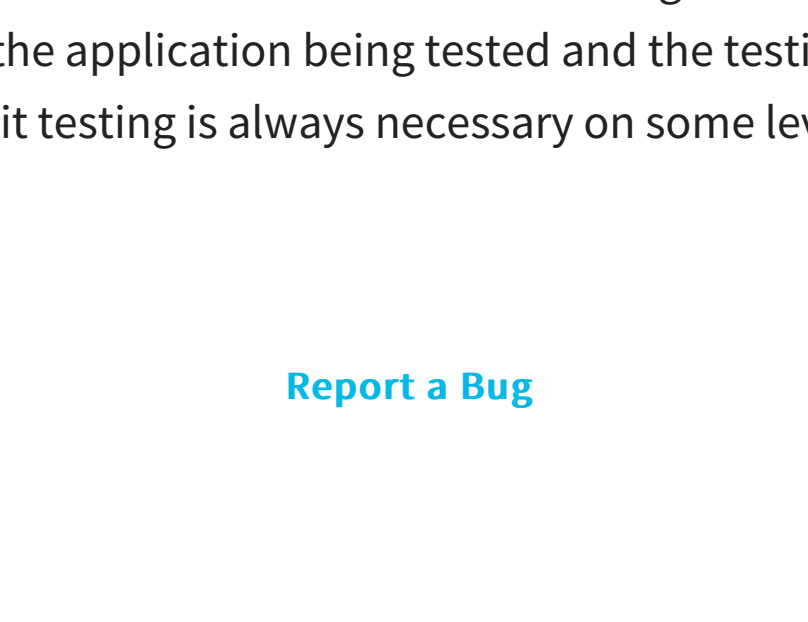 the application being tested and the testi
it testing is always necessary on some lev
Report a Bug